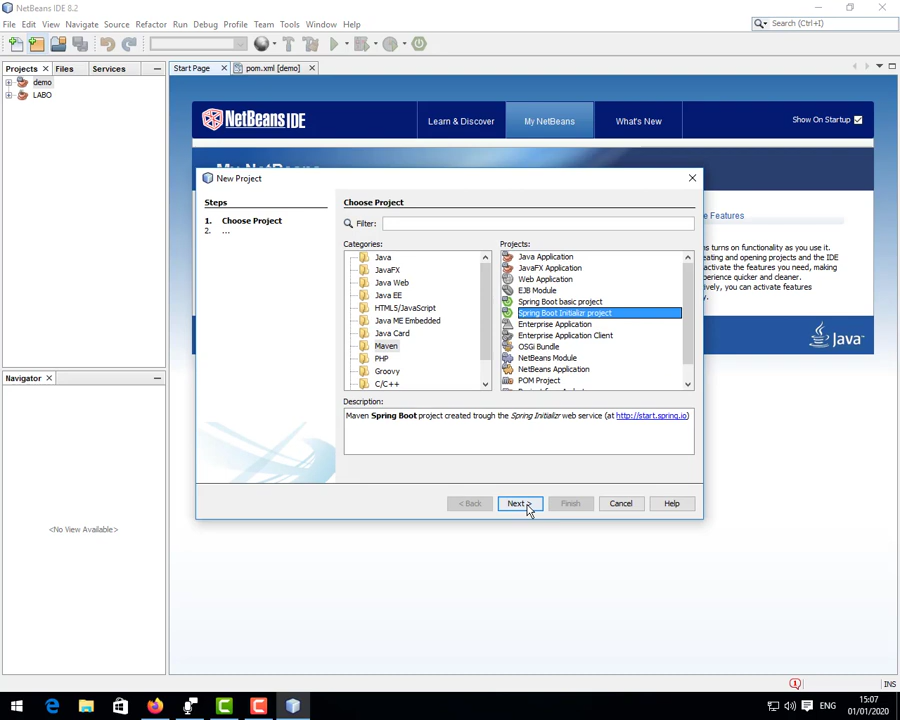 NetBeans IDE 8.2
File Edit View Navigate Source Refactor Run Debug Profile Team Tools Window Help
Search (Ctrl+I)
Projects Files Services
Start Page pom.xml [demo]
demo
LABO
NetBeans IDE
Learn & Discover My NetBeans What's New
Show On Startup
My NetBeans
New Project
Steps
1. Choose Project
2. ...
Choose Project
Filter:
Categories:
Java
JavaFX
Java Web
Java EE
HTML5/JavaScript
Java ME Embedded
Java Card
Maven
PHP
Groovy
C/C++
Projects:
Java Application
JavaFX Application
Web Application
EJB Module
Spring Boot basic project
Spring Boot Initializr project
Enterprise Application
Enterprise Application Client
OSGi Bundle
NetBeans Module
NetBeans Application
POM Project
Description:
Maven Spring Boot project created trough the Spring Initializr web service (at http://start.spring.io)
< Back Next > Finish Cancel Help
e Features
ns turns on functionality as you use it.
eating and opening projects and the IDE
activate the features you need, making
perience quicker and cleaner.
ively, you can activate features
Java
Navigator
<No View Available>
INS
ENG
15:07
01/01/2020